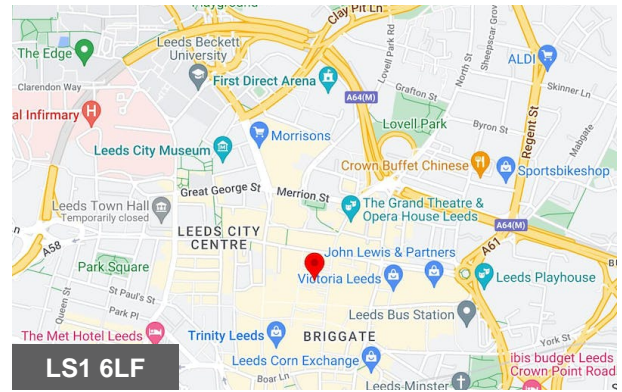 Clay Pit Ln
The Edge
Leeds Beckett
University
Clarendon Way
First Direct Arena
Lovell Park Rd
North St
Sheepscar Grov
ALDI
Skinner Ln
A64(M)
Grafton St
Regent St
Mabgate
al Infirmary
Morrisons
Lovell Park
Byron St
Leeds City Museum
Crown Buffet Chinese
Sportsbikeshop
Great George St
Merrion St
Leeds Town Hall
Temporarily closed
The Grand Theatre &
Opera House Leeds
A64(M)
A58
LEEDS CITY
CENTRE
A61
John Lewis & Partners
Park Square
Victoria Leeds
Leeds Playhouse
Queen St
St Paul's St
Park Pl
Leeds Bus Station
The Met Hotel Leeds
Trinity Leeds
BRIGGATE
York St
Leeds Corn Exchange
ibis budget Leeds
Crown Point Road
Boar Ln
Leeds Minster
LS1 6LF